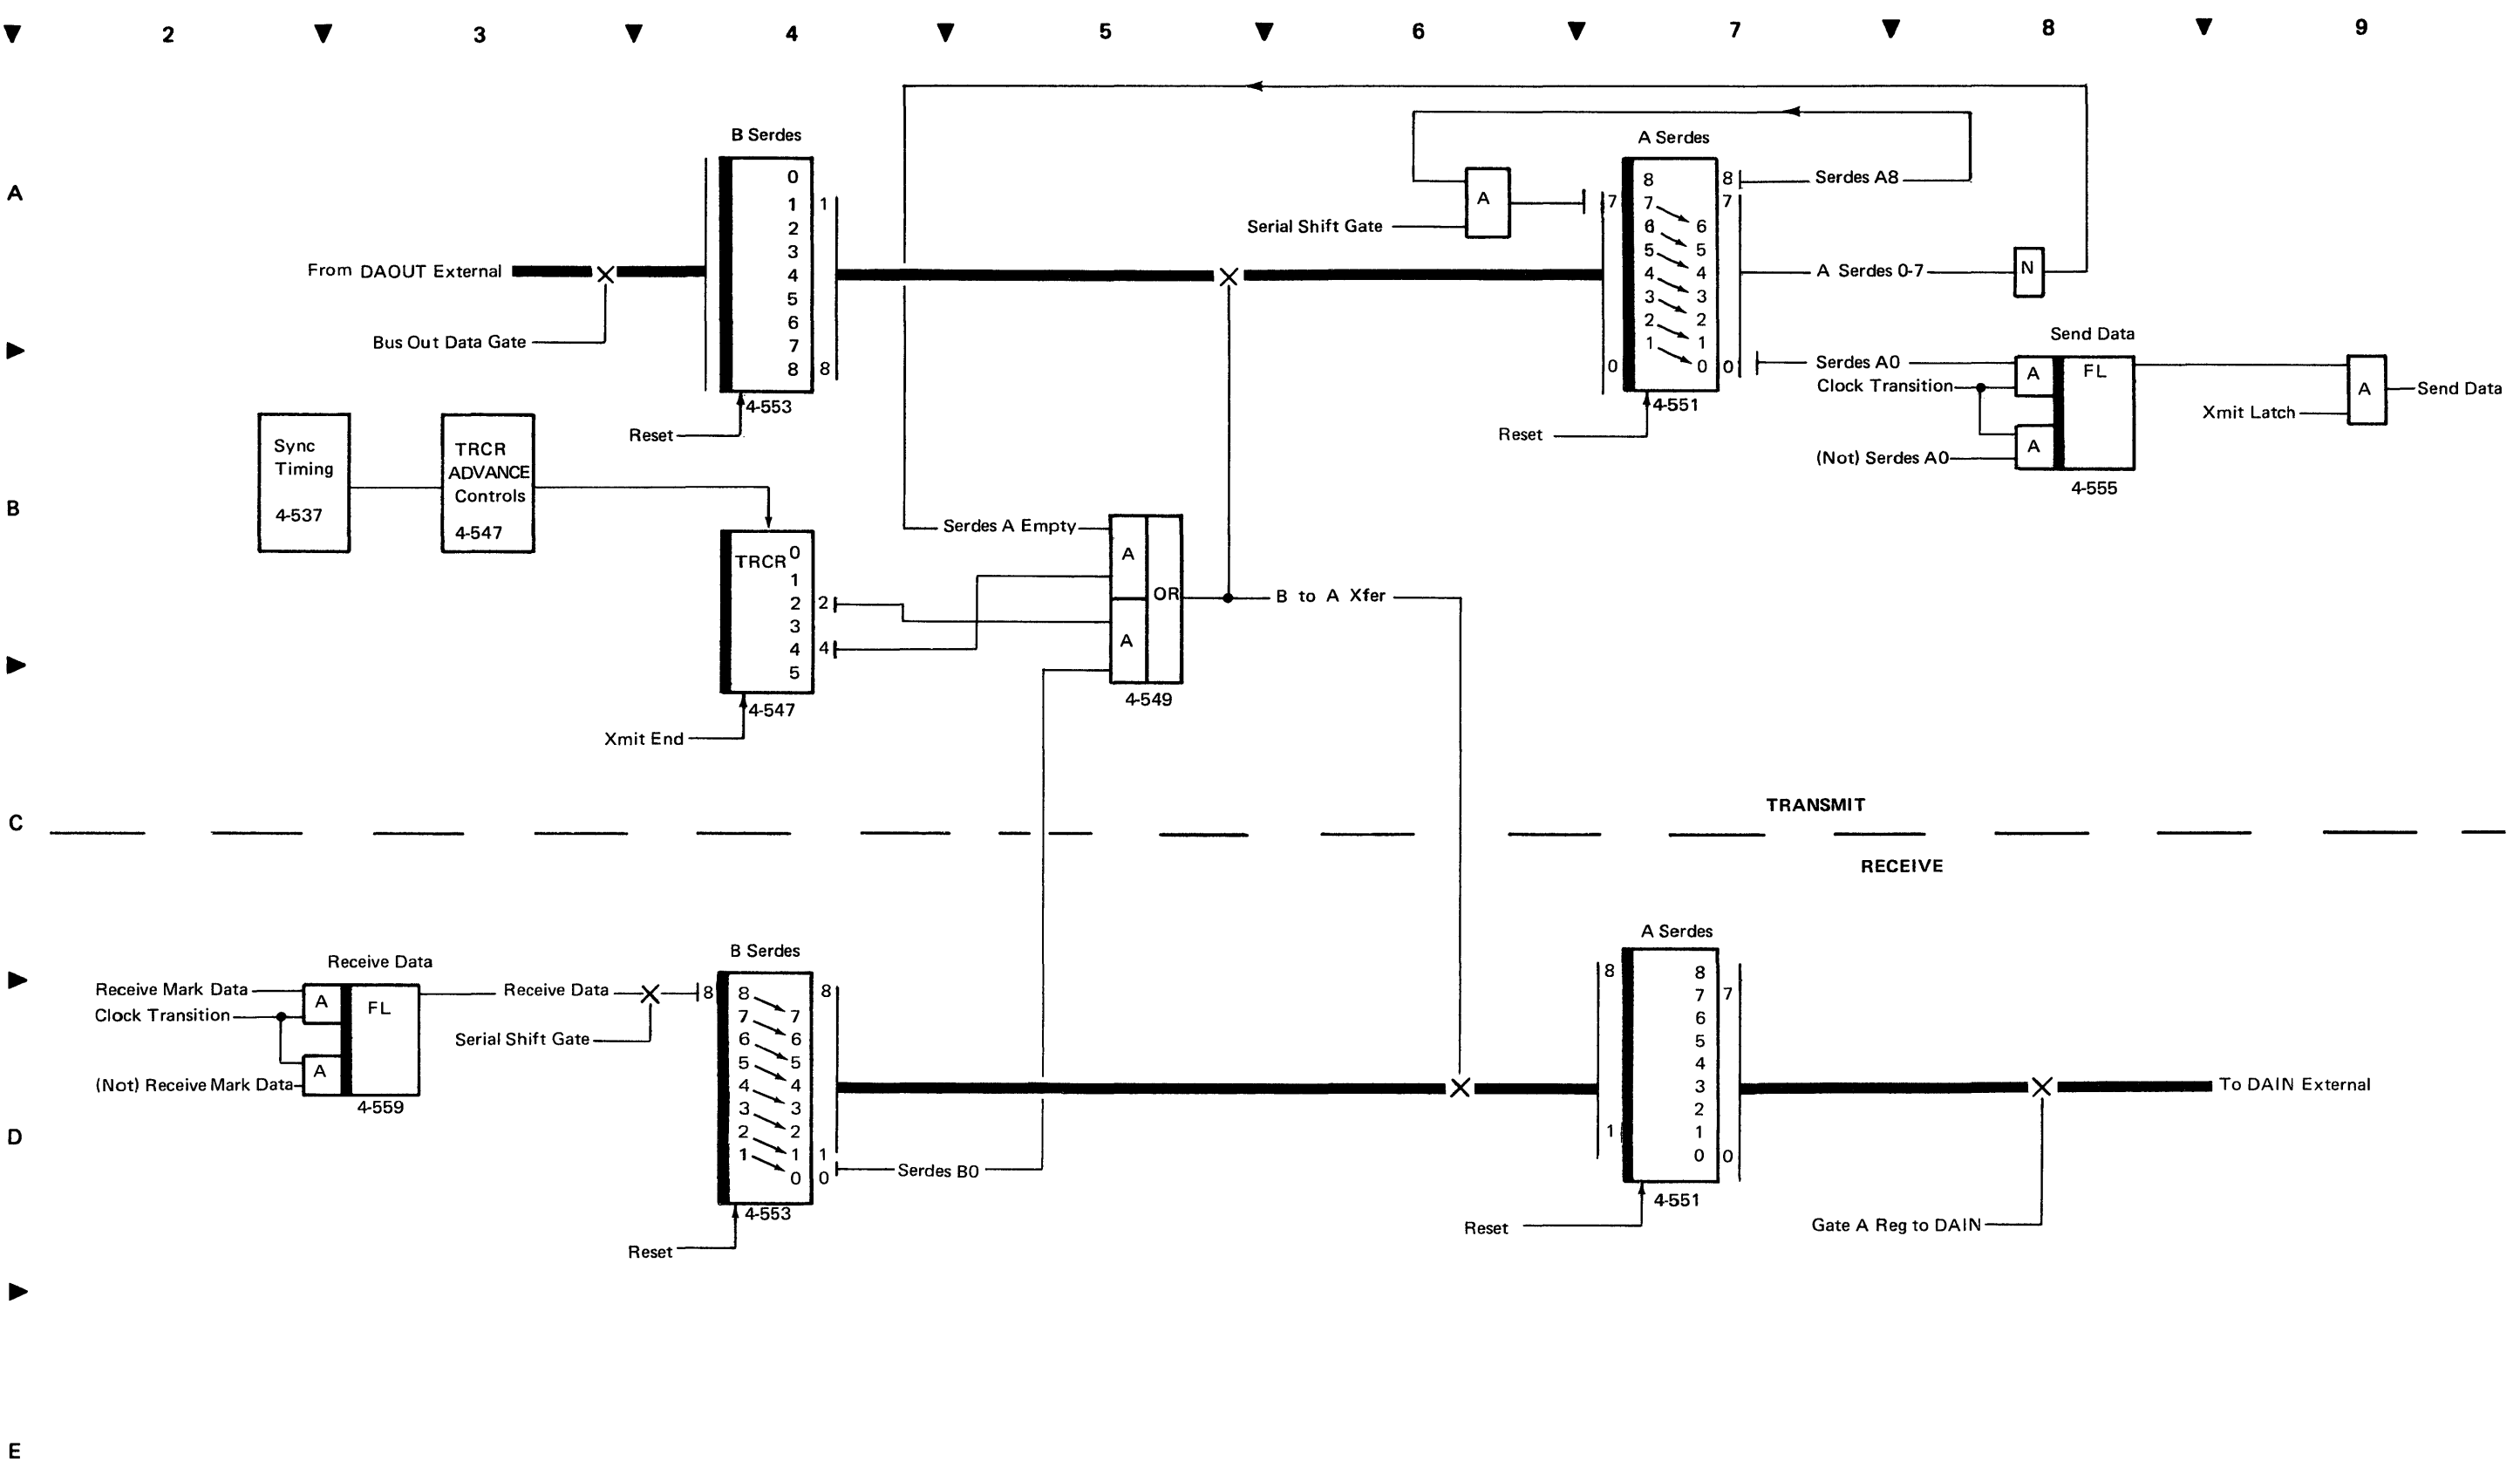 2 3 4 5 6 7 8 9
A
B Serdes
0
1 1
2
3
4
5
6
7
8 8
4-553
Reset
From DAOUT External
Bus Out Data Gate
A
Serial Shift Gate
A Serdes
7
0
8 8
7 7
6 6
5 5
4 4
3 3
2 2
1 1
0 0
4-551
Reset
Serdes A8
A Serdes 0-7
N
Send Data
Serdes A0
Clock Transition
(Not) Serdes A0
A
A
FL
4-555
Xmit Latch
A
Send Data
B
Sync
Timing
4-537
TRCR
ADVANCE
Controls
4-547
TRCR
0
1
2 2
3
4 4
5
4-547
Xmit End
Serdes A Empty
A
A
OR
4-549
B to A Xfer
C
TRANSMIT
RECEIVE
Receive Data
Receive Mark Data
Clock Transition
(Not) Receive Mark Data
A
A
FL
4-559
Receive Data
Serial Shift Gate
B Serdes
8
8 8
7 7
6 6
5 5
4 4
3 3
2 2
1 1 1
0 0
4-553
Reset
Serdes B0
A Serdes
8
1
8
7 7
6
5
4
3
2
1
0 0
4-551
Reset
Gate A Reg to DAIN
To DAIN External
D
E